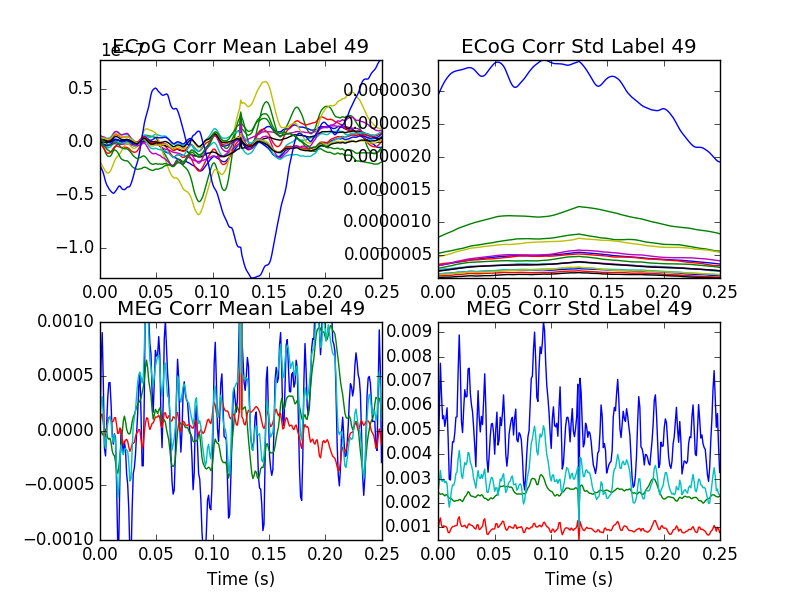 ECoG Corr Mean Label 49
1e−7
0.5
0.0
−0.5
−1.0
0.00 0.05 0.10 0.15 0.20 0.25
ECoG Corr Std Label 49
0.0000030
0.0000025
0.0000020
0.0000015
0.0000010
0.0000005
0.00 0.05 0.10 0.15 0.20 0.25
MEG Corr Mean Label 49
0.0010
0.0005
0.0000
−0.0005
−0.0010
0.00 0.05 0.10 0.15 0.20 0.25
Time (s)
MEG Corr Std Label 49
0.009
0.008
0.007
0.006
0.005
0.004
0.003
0.002
0.001
0.00 0.05 0.10 0.15 0.20 0.25
Time (s)